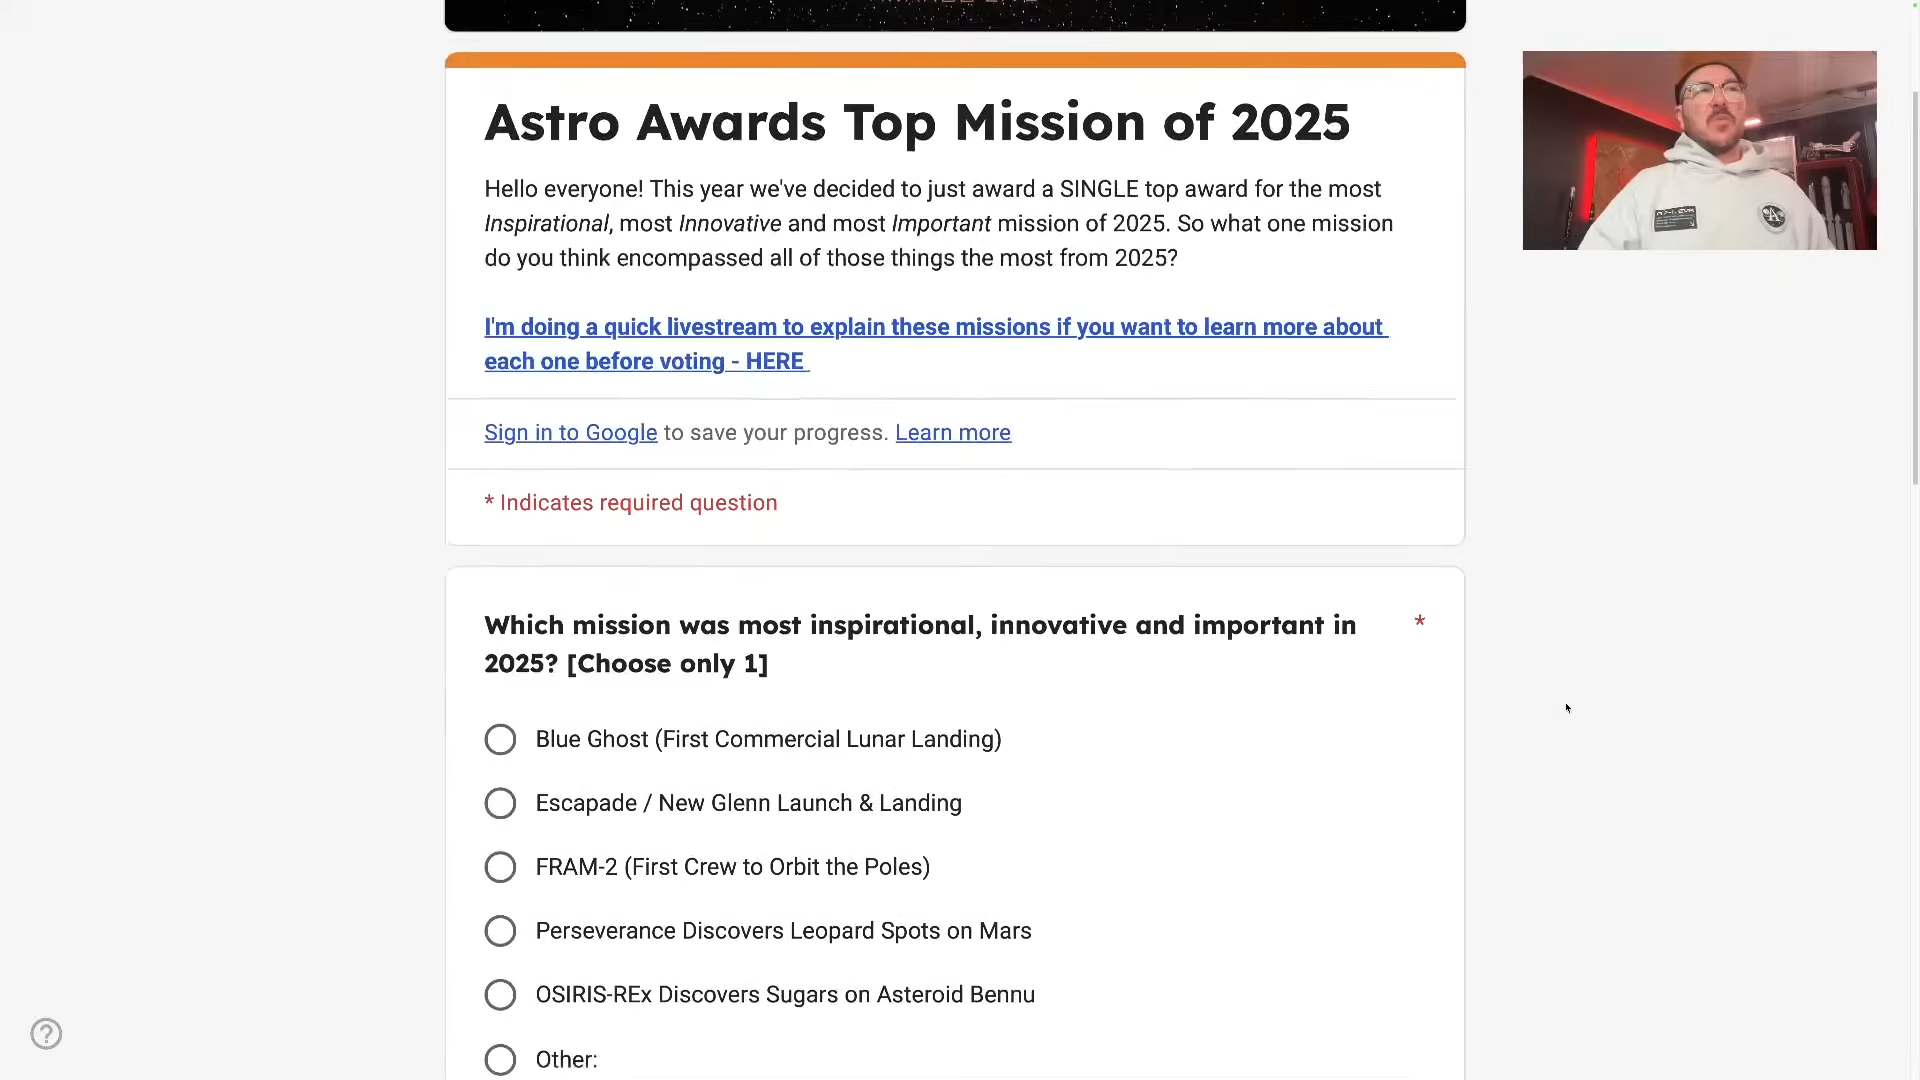 Astro Awards Top Mission of 2025
Hello everyone! This year we've decided to just award a SINGLE top award for the most
Inspirational, most Innovative and most Important mission of 2025. So what one mission
do you think encompassed all of those things the most from 2025?
I'm doing a quick livestream to explain these missions if you want to learn more about
each one before voting - HERE
Sign in to Google to save your progress. Learn more
* Indicates required question
Which mission was most inspirational, innovative and important in *
2025? [Choose only 1]
Blue Ghost (First Commercial Lunar Landing)
Escapade / New Glenn Launch & Landing
FRAM-2 (First Crew to Orbit the Poles)
Perseverance Discovers Leopard Spots on Mars
OSIRIS-REx Discovers Sugars on Asteroid Bennu
Other: